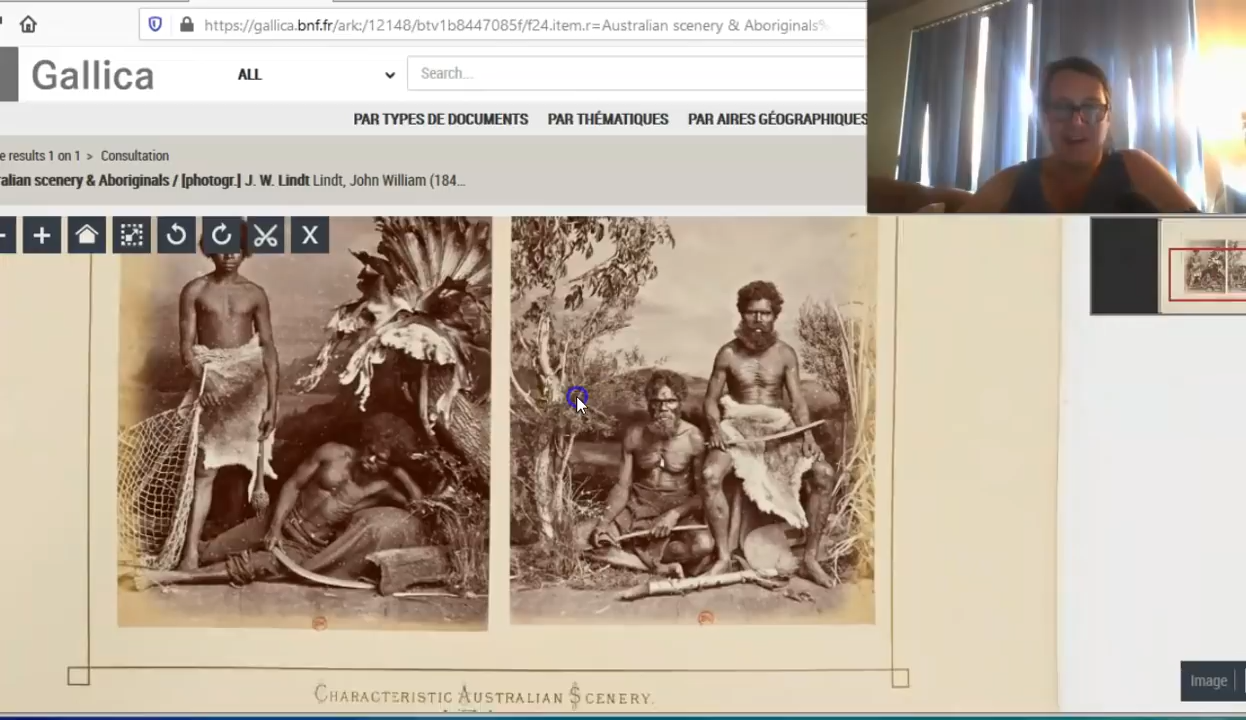 https://gallica.bnf.fr/ark:/12148/btv1b8447085f/f24.item.r=Australian scenery & Aboriginals%
Gallica
ALL
Search...
PAR TYPES DE DOCUMENTS PAR THÉMATIQUES PAR AIRES GÉOGRAPHIQUES
e results 1 on 1 > Consultation
alian scenery & Aboriginals / [photogr.] J. W. Lindt Lindt, John William (184...
X
CHARACTERISTIC AUSTRALIAN SCENERY.
Image